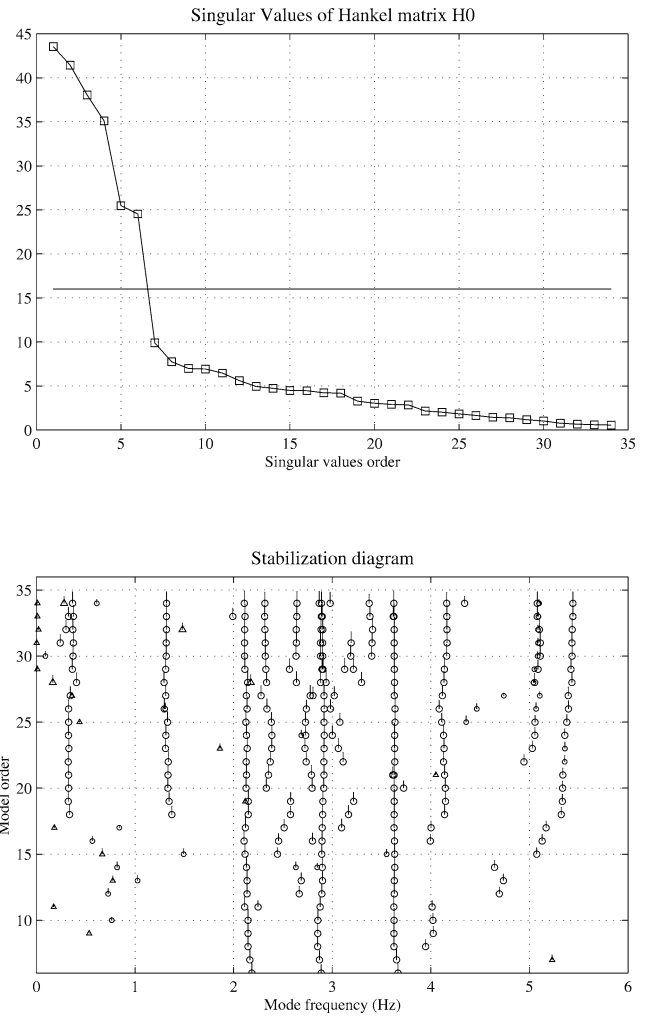 Singular Values of Hankel matrix H0
45
40
35
30
25
20
15
10
5
0
0 5 10 15 20 25 30 35
Singular values order
Stabilization diagram
35
30
25
20
15
10
Model order
0 1 2 3 4 5 6
Mode frequency (Hz)